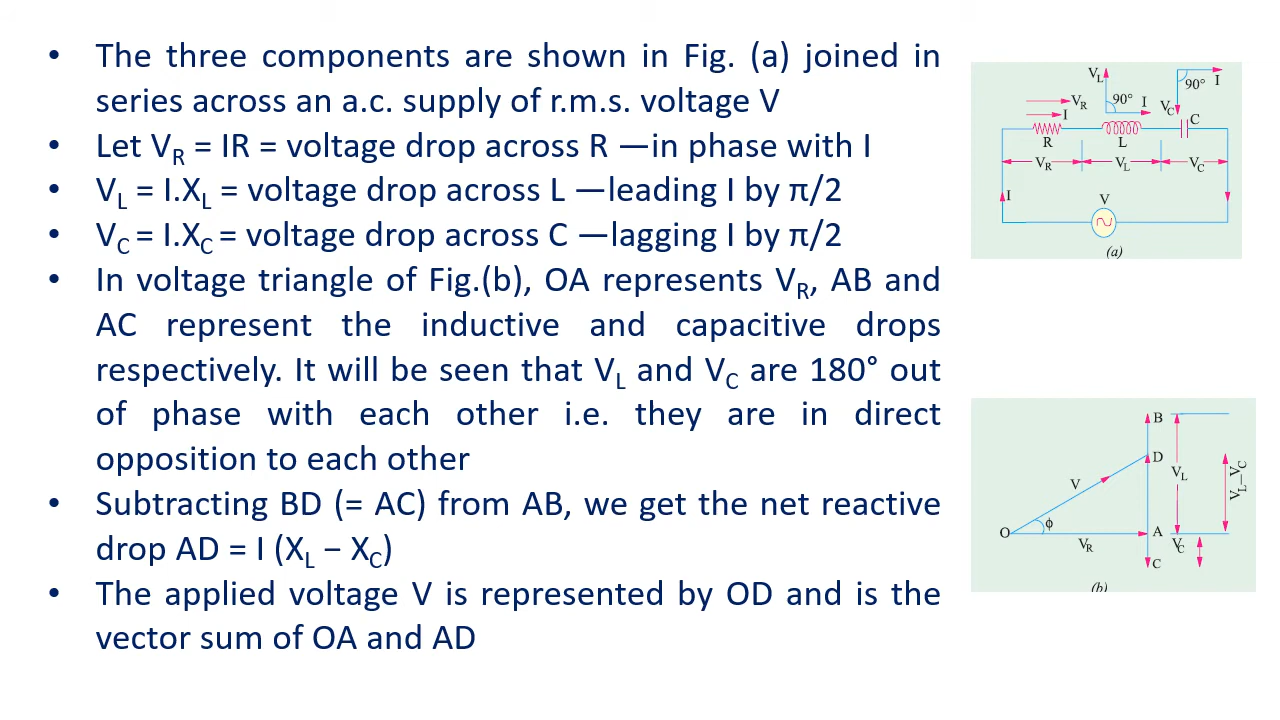 • The three components are shown in Fig. (a) joined in
series across an a.c. supply of r.m.s. voltage V
• Let VR = IR = voltage drop across R —in phase with I
• VL = I.XL = voltage drop across L —leading I by π/2
• VC = I.XC = voltage drop across C —lagging I by π/2
• In voltage triangle of Fig.(b), OA represents VR, AB and
AC represent the inductive and capacitive drops
respectively. It will be seen that VL and VC are 180° out
of phase with each other i.e. they are in direct
opposition to each other
• Subtracting BD (= AC) from AB, we get the net reactive
drop AD = I (XL − XC)
• The applied voltage V is represented by OD and is the
vector sum of OA and AD
VL 90° I
VC 90° I
VR
I
R L C
VR VL VC
I
V
(a)
B
D
VL
VL—VC
V
O ϕ
A
VR
VC
C
(b)